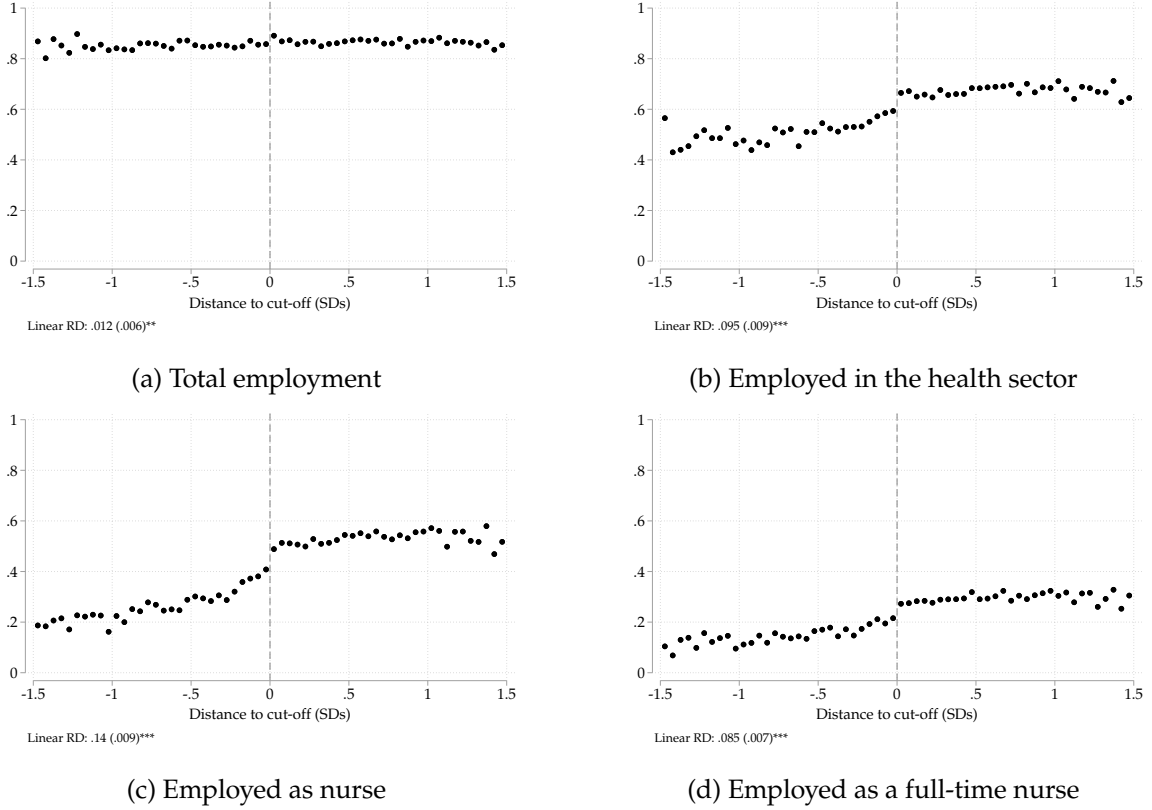 1
.8
.6
.4
.2
0
-1.5 -1 -.5 0 .5 1 1.5
Distance to cut-off (SDs)
Linear RD: .012 (.006)**
(a) Total employment
1
.8
.6
.4
.2
0
-1.5 -1 -.5 0 .5 1 1.5
Distance to cut-off (SDs)
Linear RD: .095 (.009)***
(b) Employed in the health sector
1
.8
.6
.4
.2
0
-1.5 -1 -.5 0 .5 1 1.5
Distance to cut-off (SDs)
Linear RD: .14 (.009)***
(c) Employed as nurse
1
.8
.6
.4
.2
0
-1.5 -1 -.5 0 .5 1 1.5
Distance to cut-off (SDs)
Linear RD: .085 (.007)***
(d) Employed as a full-time nurse